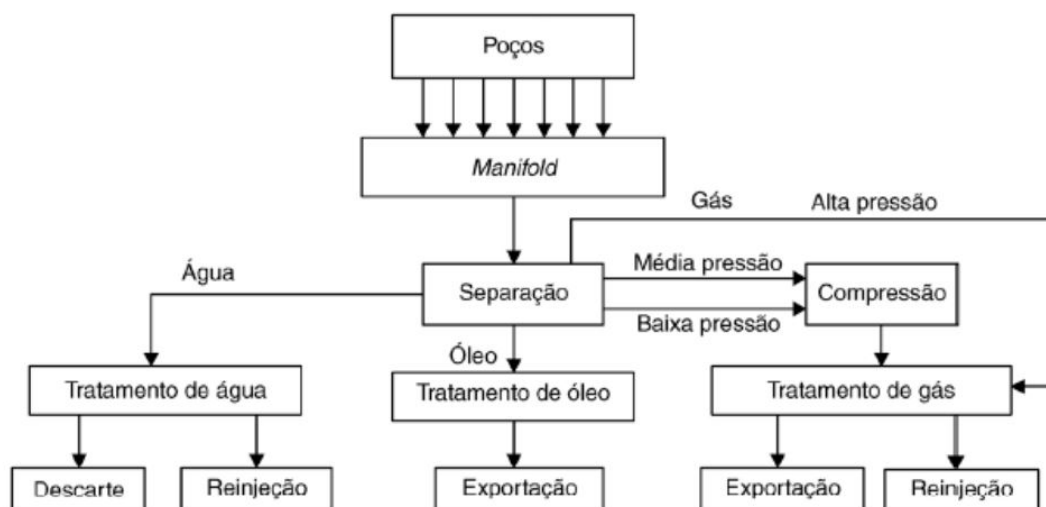 Poços
Manifold
Gás Alta pressão
Água
Média pressão
Separação
Compressão
Baixa pressão
Óleo
Tratamento de água
Tratamento de óleo
Tratamento de gás
Descarte
Reinjeção
Exportação
Exportação
Reinjeção